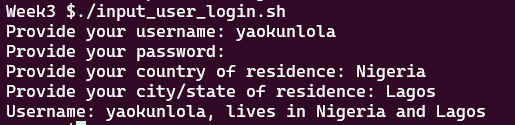 Week3 $./input_user_login.sh
Provide your username: yaokunlola
Provide your password:
Provide your country of residence: Nigeria
Provide your city/state of residence: Lagos
Username: yaokunlola, lives in Nigeria and Lagos